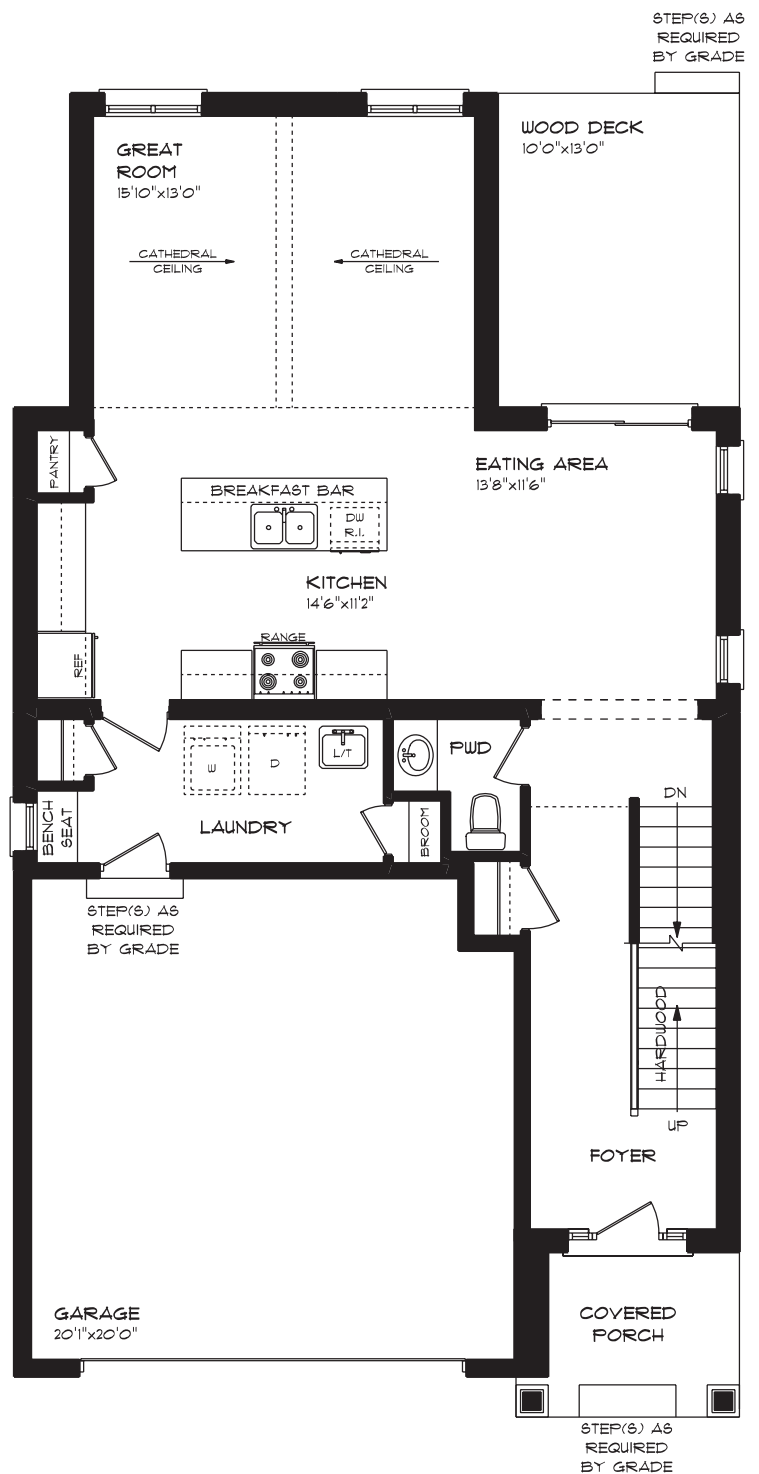 STEP(S) AS
REQUIRED
BY GRADE
WOOD DECK
10'0"x13'0"
GREAT
ROOM
15'10"x13'0"
CATHEDRAL
CEILING
CATHEDRAL
CEILING
PANTRY
EATING AREA
13'8"x11'6"
BREAKFAST BAR
DW
R.I.
KITCHEN
14'6"x11'2"
RANGE
REF
W
D
L/T
PWD
BENCH
SEAT
LAUNDRY
BROOM
DN
STEP(S) AS
REQUIRED
BY GRADE
HARDWOOD
UP
FOYER
GARAGE
20'1"x20'0"
COVERED
PORCH
STEP(S) AS
REQUIRED
BY GRADE